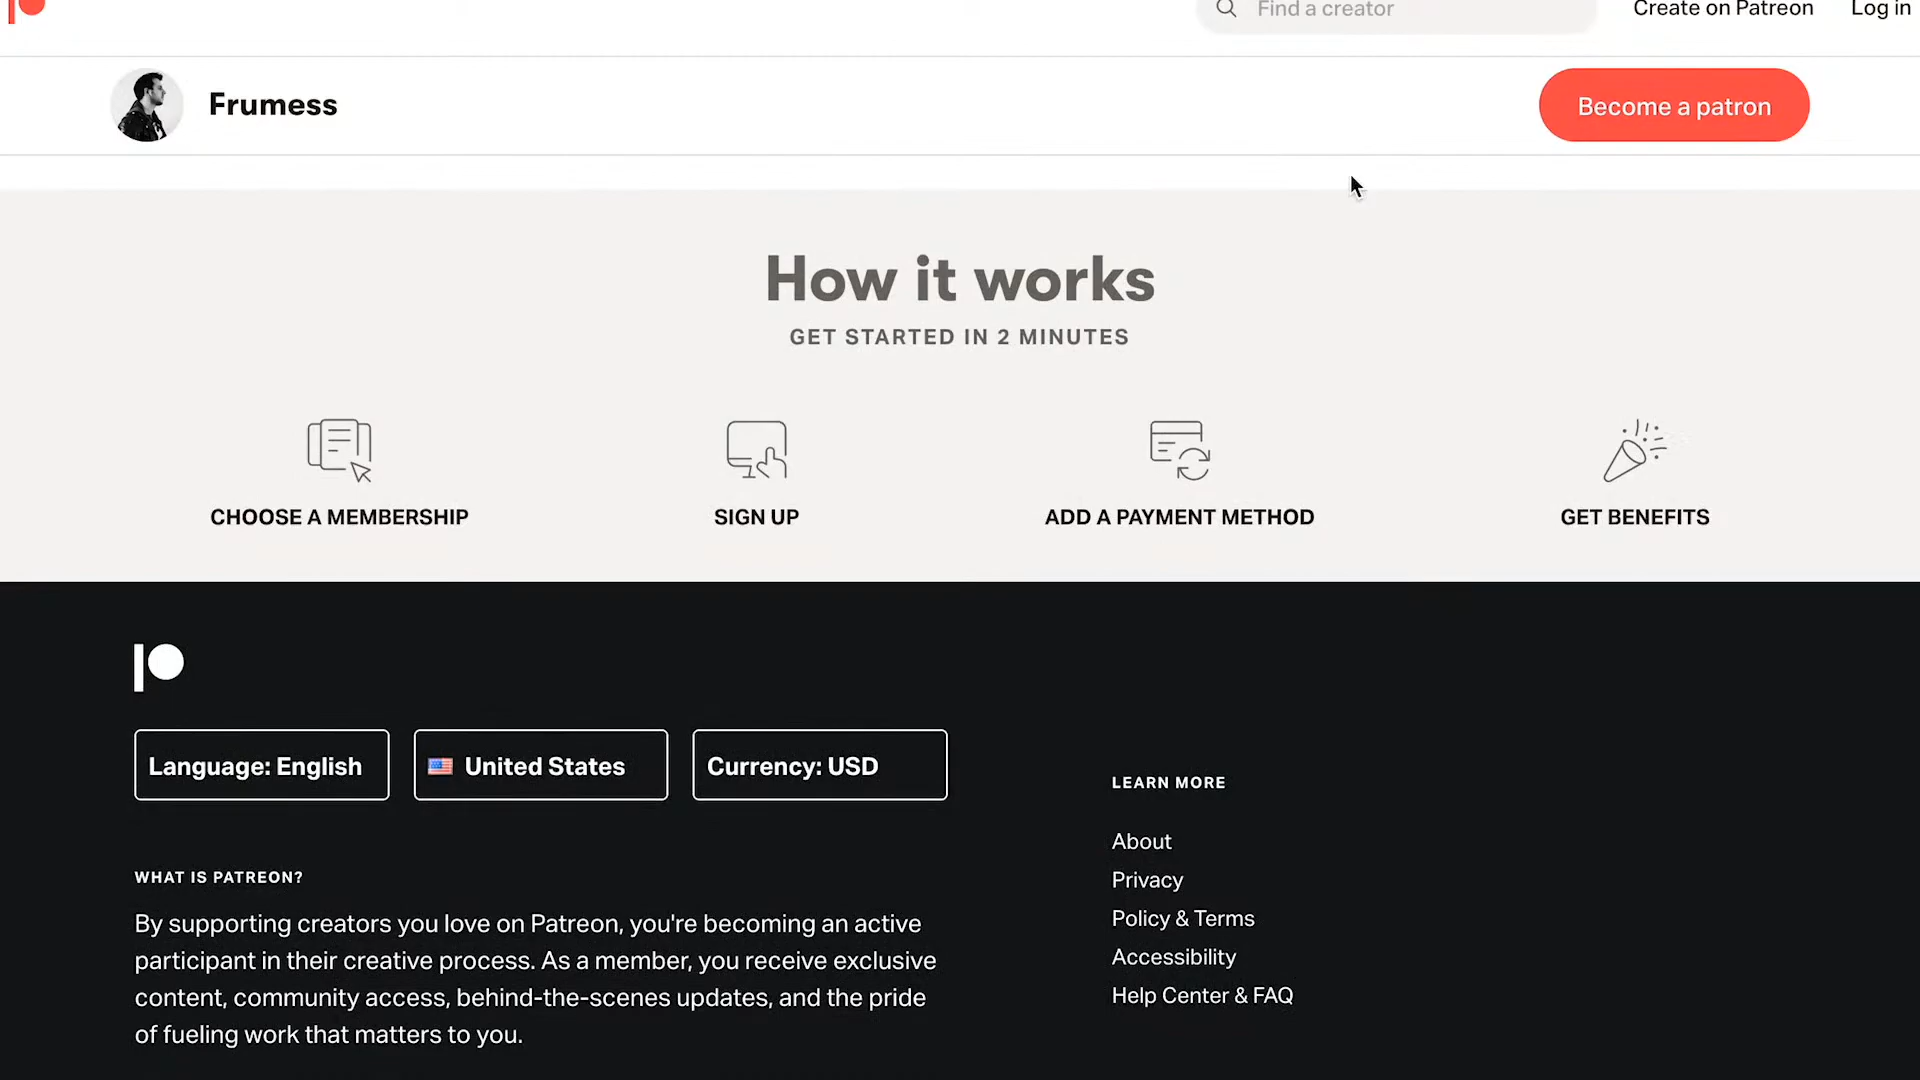 Find a creator
Create on Patreon
Log in
Frumess
Become a patron
How it works
GET STARTED IN 2 MINUTES
CHOOSE A MEMBERSHIP
SIGN UP
ADD A PAYMENT METHOD
GET BENEFITS
Language: English
United States
Currency: USD
WHAT IS PATREON?
By supporting creators you love on Patreon, you're becoming an active
participant in their creative process. As a member, you receive exclusive
content, community access, behind-the-scenes updates, and the pride
of fueling work that matters to you.
LEARN MORE
About
Privacy
Policy & Terms
Accessibility
Help Center & FAQ